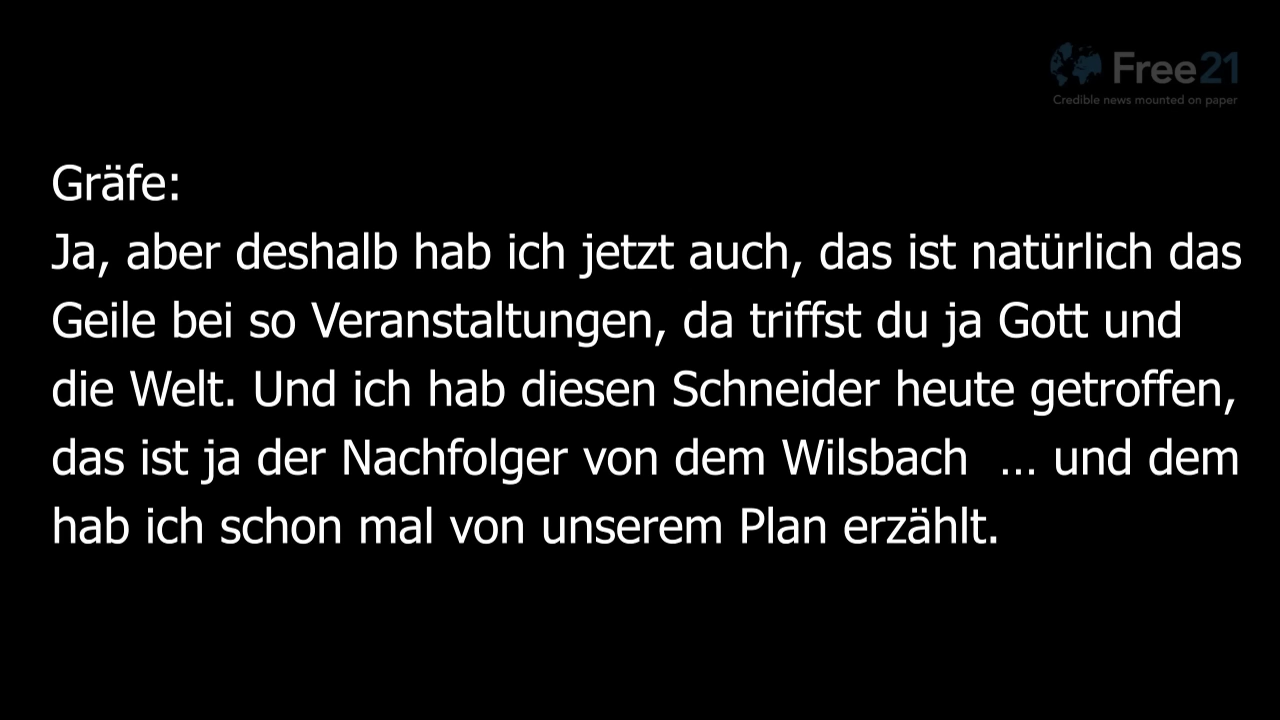 Free21
Credible news mounted on paper
Gräfe:
Ja, aber deshalb hab ich jetzt auch, das ist natürlich das
Geile bei so Veranstaltungen, da triffst du ja Gott und
die Welt. Und ich hab diesen Schneider heute getroffen,
das ist ja der Nachfolger von dem Wilsbach ... und dem
hab ich schon mal von unserem Plan erzählt.